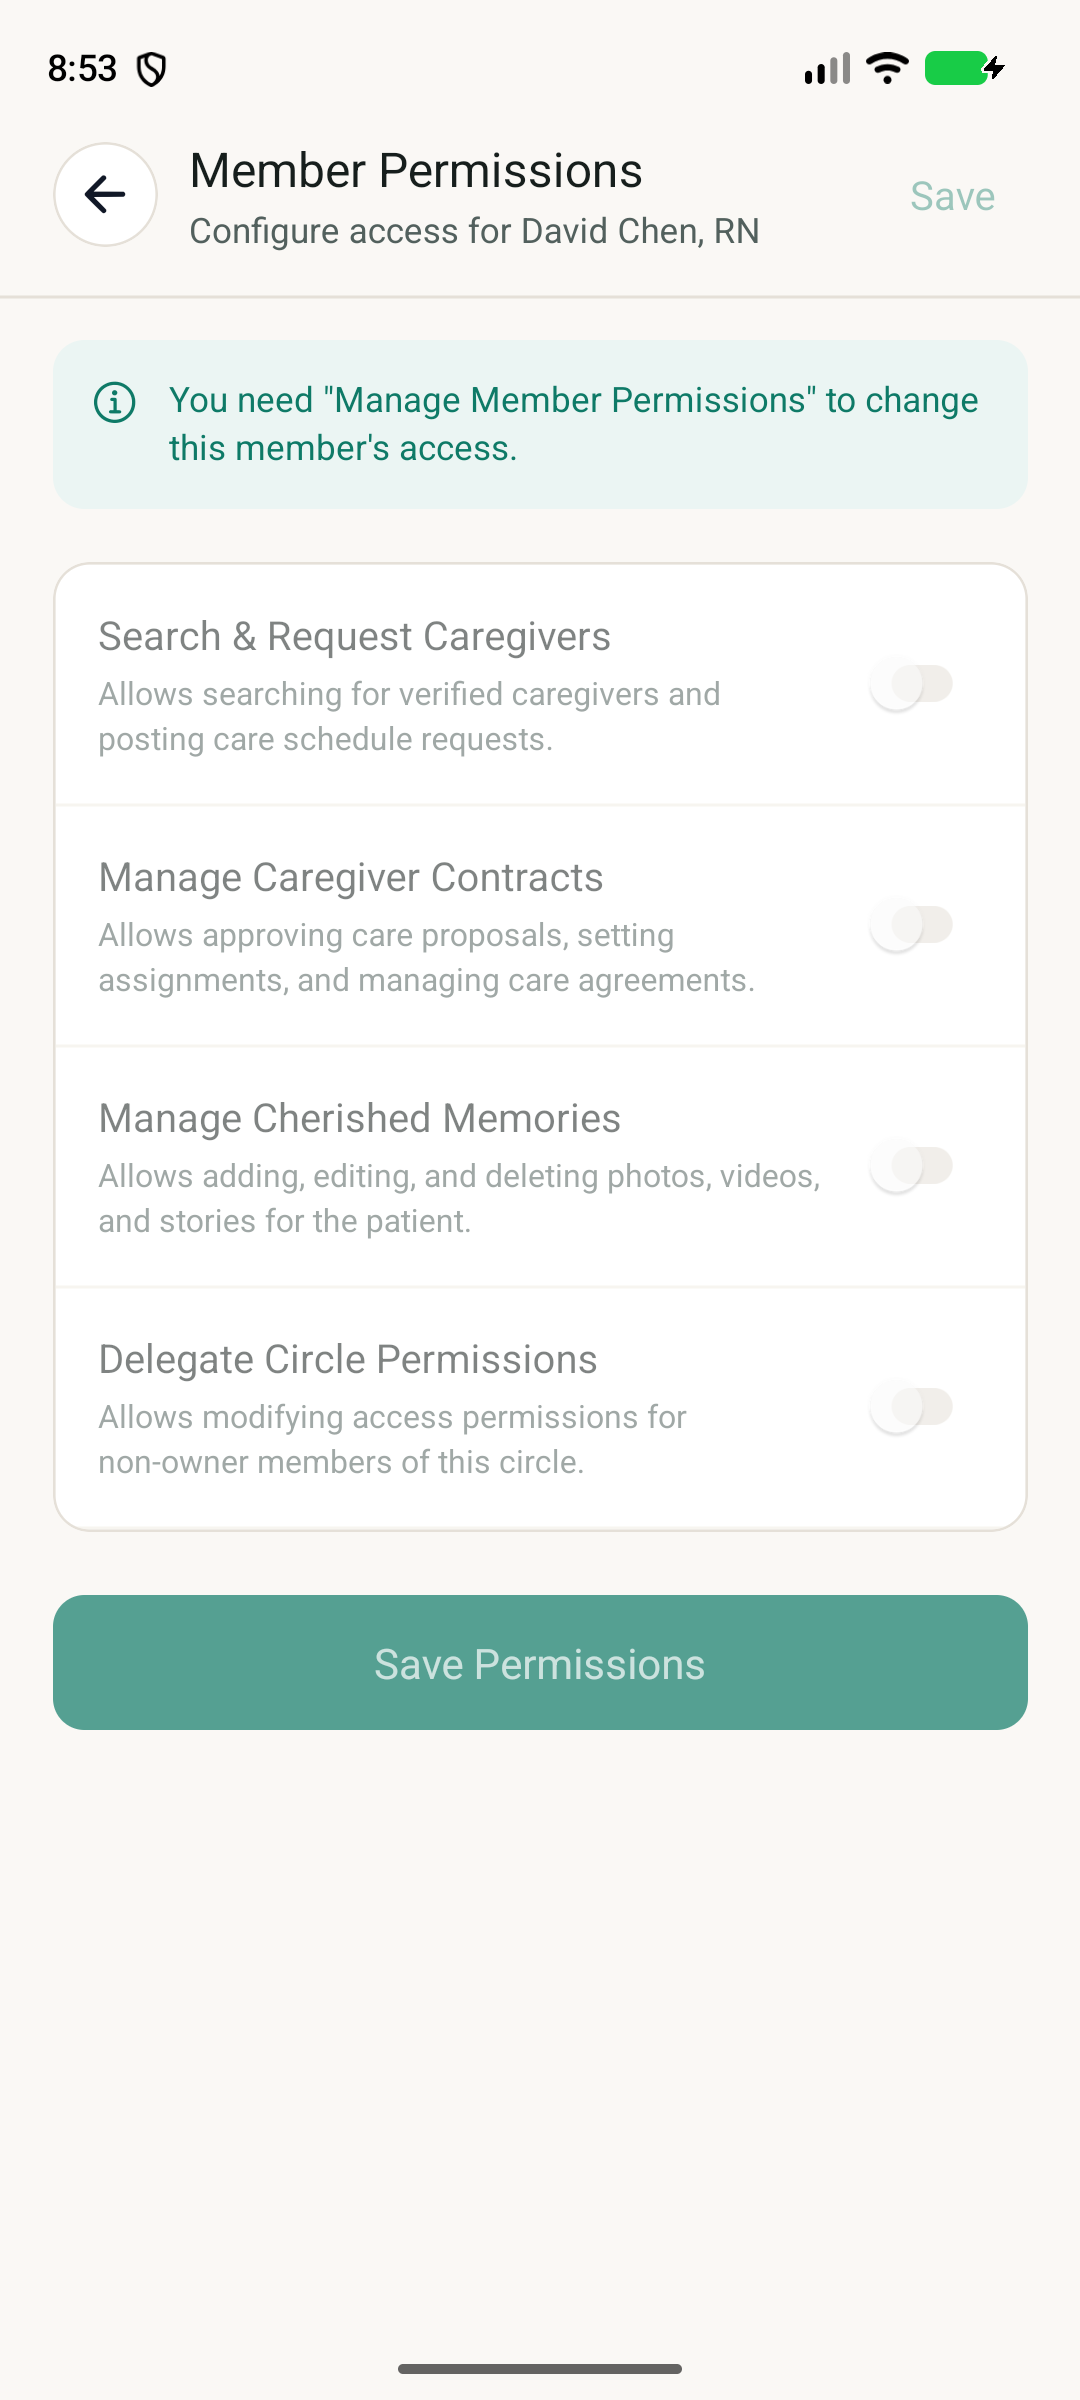 8:53
Member Permissions
Save
Configure access for David Chen, RN
You need "Manage Member Permissions" to change
this member's access.
Search & Request Caregivers
Allows searching for verified caregivers and
posting care schedule requests.
Manage Caregiver Contracts
Allows approving care proposals, setting
assignments, and managing care agreements.
Manage Cherished Memories
Allows adding, editing, and deleting photos, videos,
and stories for the patient.
Delegate Circle Permissions
Allows modifying access permissions for
non-owner members of this circle.
Save Permissions